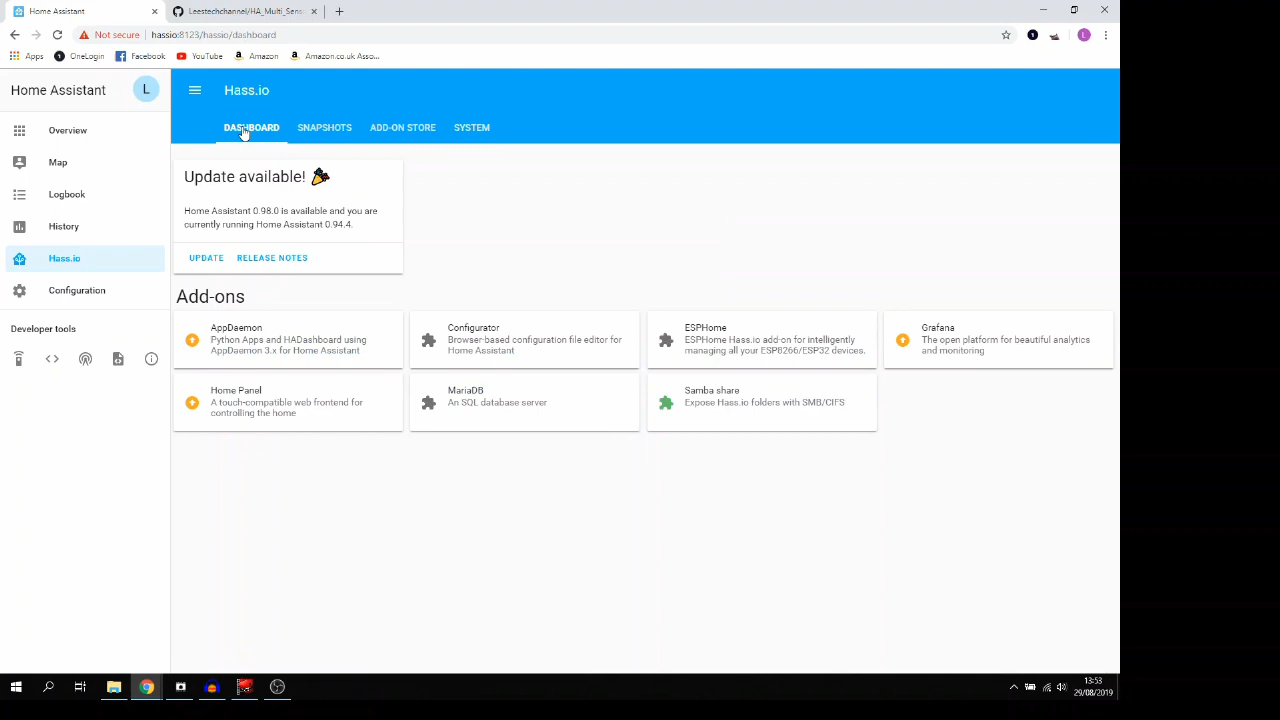 Home Assistant
Leestechchannel/HA_Multi_Sens
Not secure
hassio:8123/hassio/dashboard
1
L
Apps
OneLogin
Facebook
YouTube
Amazon
Amazon.co.uk Asso...
Home Assistant
L
Hass.io
DASHBOARD
SNAPSHOTS
ADD-ON STORE
SYSTEM
Overview
Map
Logbook
History
Hass.io
Configuration
Developer tools
Update available!
Home Assistant 0.98.0 is available and you are
currently running Home Assistant 0.94.4.
UPDATE
RELEASE NOTES
Add-ons
AppDaemon
Python Apps and HADashboard using
AppDaemon 3.x for Home Assistant
Configurator
Browser-based configuration file editor for
Home Assistant
ESPHome
ESPHome Hass.io add-on for intelligently
managing all your ESP8266/ESP32 devices.
Grafana
The open platform for beautiful analytics
and monitoring
Home Panel
A touch-compatible web frontend for
controlling the home
MariaDB
An SQL database server
Samba share
Expose Hass.io folders with SMB/CIFS
13:53
29/08/2019